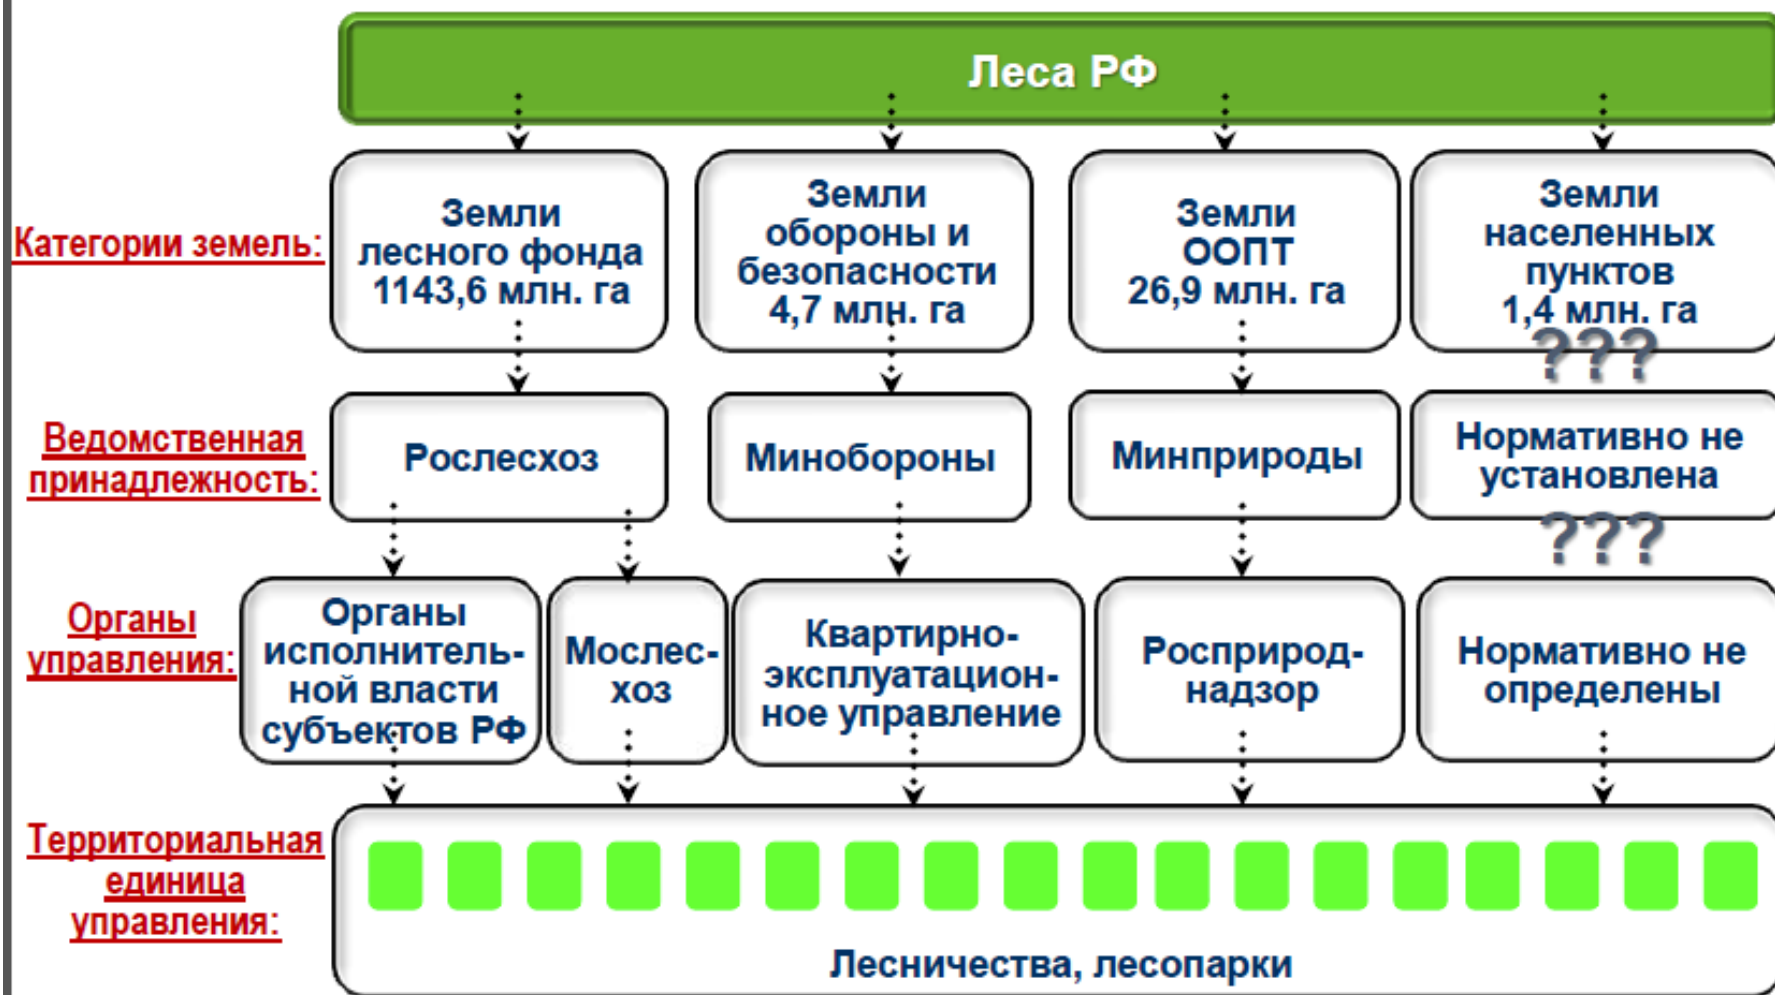 Леса РФ
Категории земель:
Земли
лесного фонда
1143,6 млн. га
Земли
обороны и
безопасности
4,7 млн. га
Земли
ООПТ
26,9 млн. га
Земли
населенных
пунктов
1,4 млн. га
???
Ведомственная
принадлежность:
Рослесхоз
Минобороны
Минприроды
Нормативно не
установлена
???
Органы
управления:
Органы
исполнитель-
ной власти
субъектов РФ
Мослес-
хоз
Квартирно-
эксплуатацион-
ное управление
Росприрод-
надзор
Нормативно не
определены
Территориальная
единица
управления:
Лесничества, лесопарки